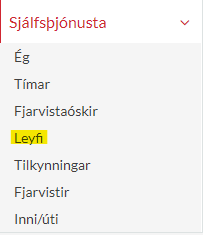 Sjálfsþjónusta
Ég
Tímar
Fjarvistaóskir
Leyfi
Tilkynningar
Fjarvistir
Inni/úti